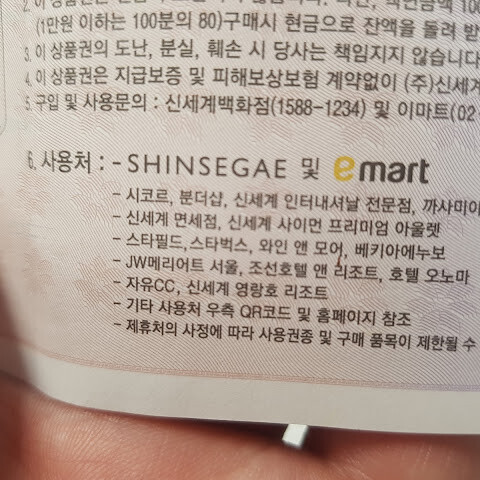 (1만원 이하는 100분의 80)구매시 현금으로 잔액을 돌려 받
3. 이 상품권의 도난, 분실, 훼손 시 당사는 책임지지 않습니다
4. 이 상품권은 지급보증 및 피해보상보험 계약없이 (주)신세계
5. 구입 및 사용문의 : 신세계백화점(1588-1234) 및 이마트(02
6. 사용처 : - SHINSEGAE 및 emart
- 시코르, 분더샵, 신세계 인터내셔날 전문점, 까사미아
- 신세계 면세점, 신세계 사이먼 프리미엄 아울렛
- 스타필드,스타벅스, 와인 앤 모어, 베키아에누보
- JW메리어트 서울, 조선호텔 앤 리조트, 호텔 오노마
- 자유CC, 신세계 영랑호 리조트
- 기타 사용처 우측 QR코드 및 홈페이지 참조
- 제휴처의 사정에 따라 사용권종 및 구매 품목이 제한될 수